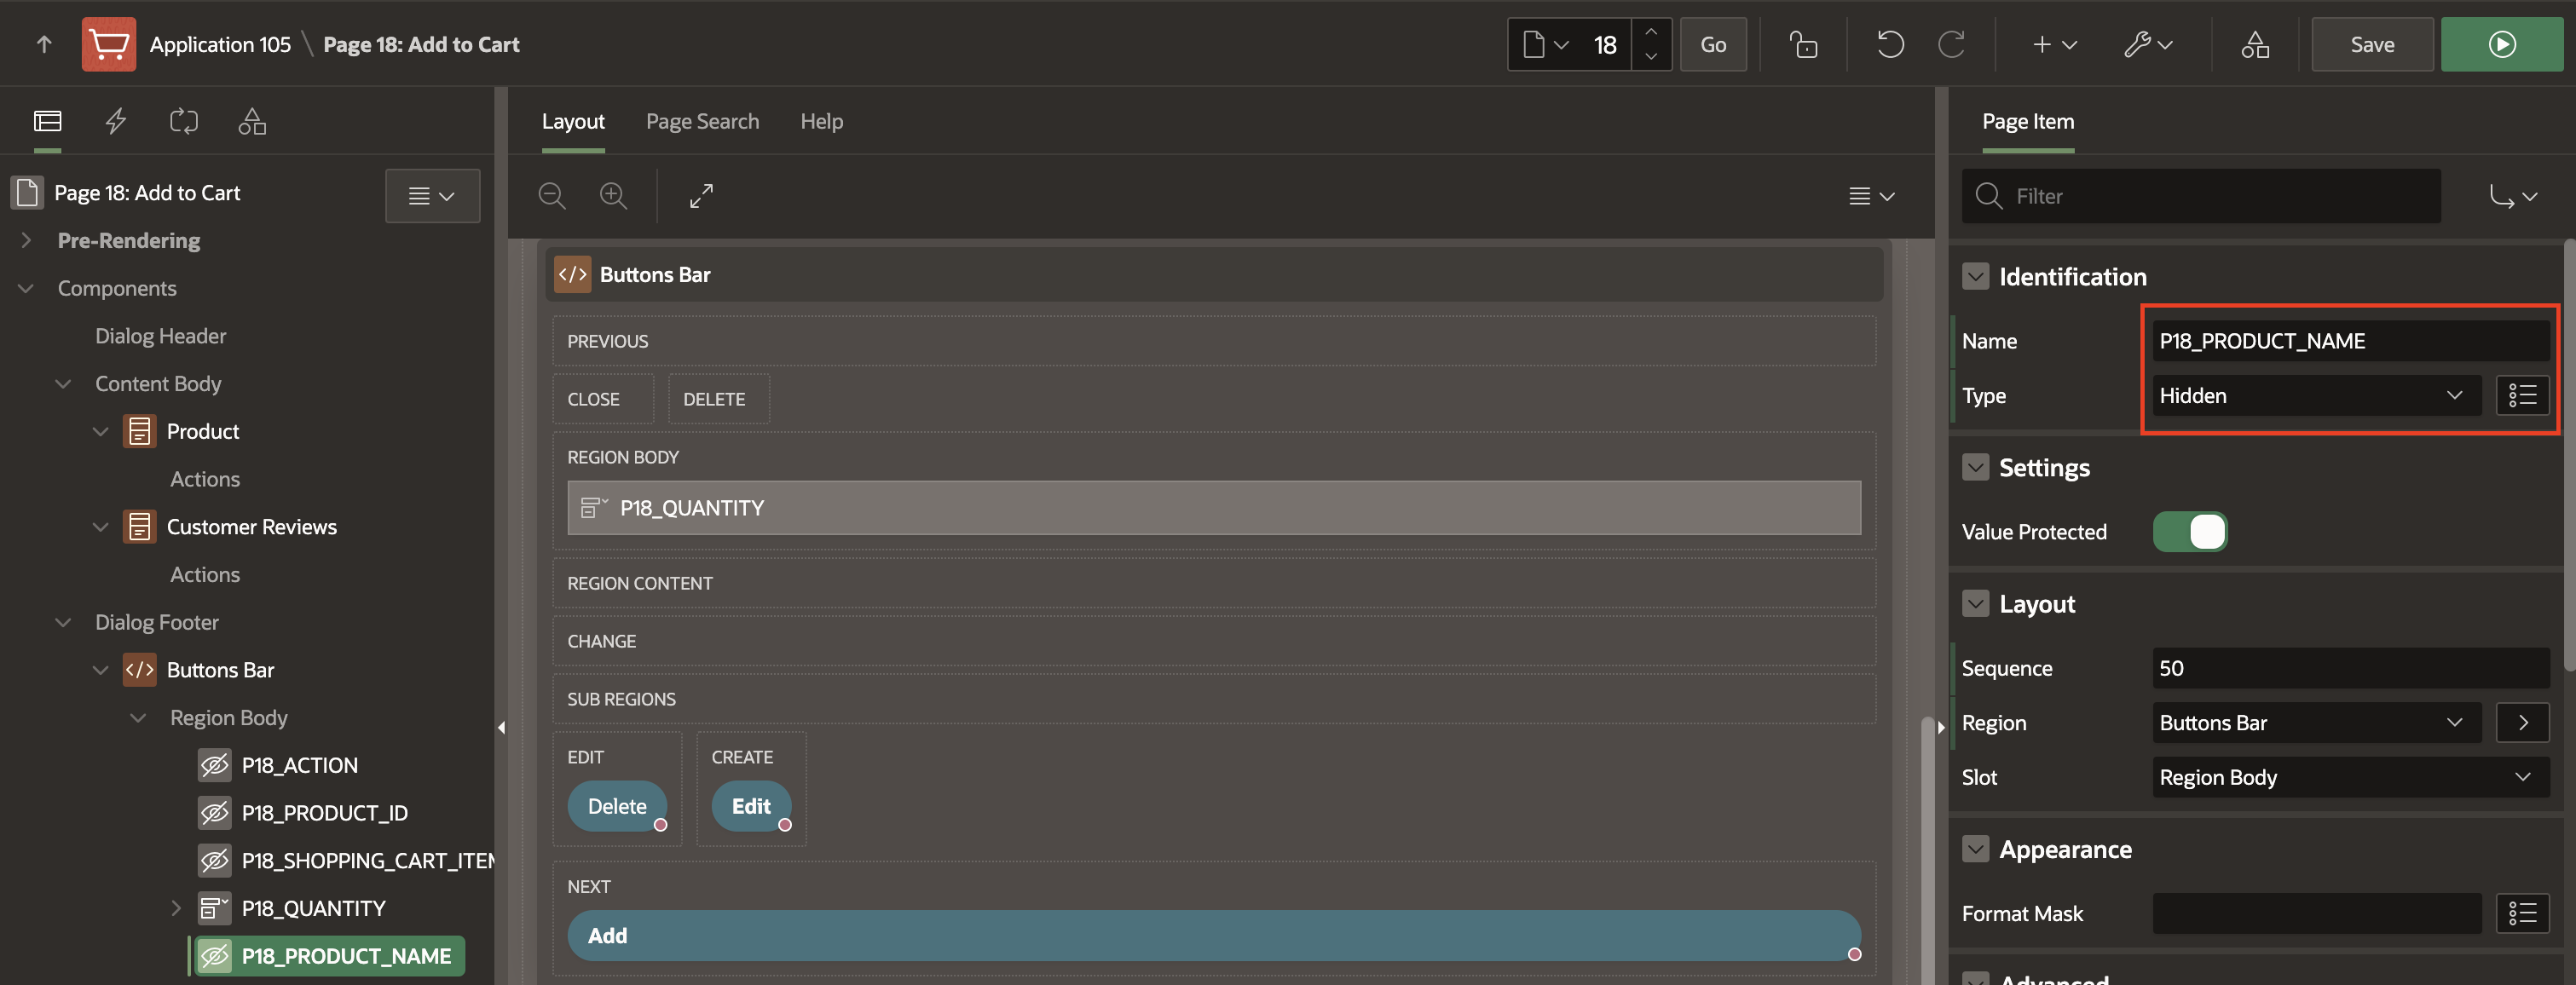 Application 105 \ Page 18: Add to Cart
18
Go
Save
Layout
Page Search
Help
Page Item
Page 18: Add to Cart
Pre-Rendering
Components
Dialog Header
Content Body
Product
Actions
Customer Reviews
Actions
Dialog Footer
Buttons Bar
Region Body
P18_ACTION
P18_PRODUCT_ID
P18_SHOPPING_CART_ITEM
P18_QUANTITY
P18_PRODUCT_NAME
Buttons Bar
PREVIOUS
CLOSE
DELETE
REGION BODY
P18_QUANTITY
REGION CONTENT
CHANGE
SUB REGIONS
EDIT
CREATE
Delete
Edit
NEXT
Add
Filter
Identification
Name
P18_PRODUCT_NAME
Type
Hidden
Settings
Value Protected
Layout
Sequence
50
Region
Buttons Bar
Slot
Region Body
Appearance
Format Mask
Advanced